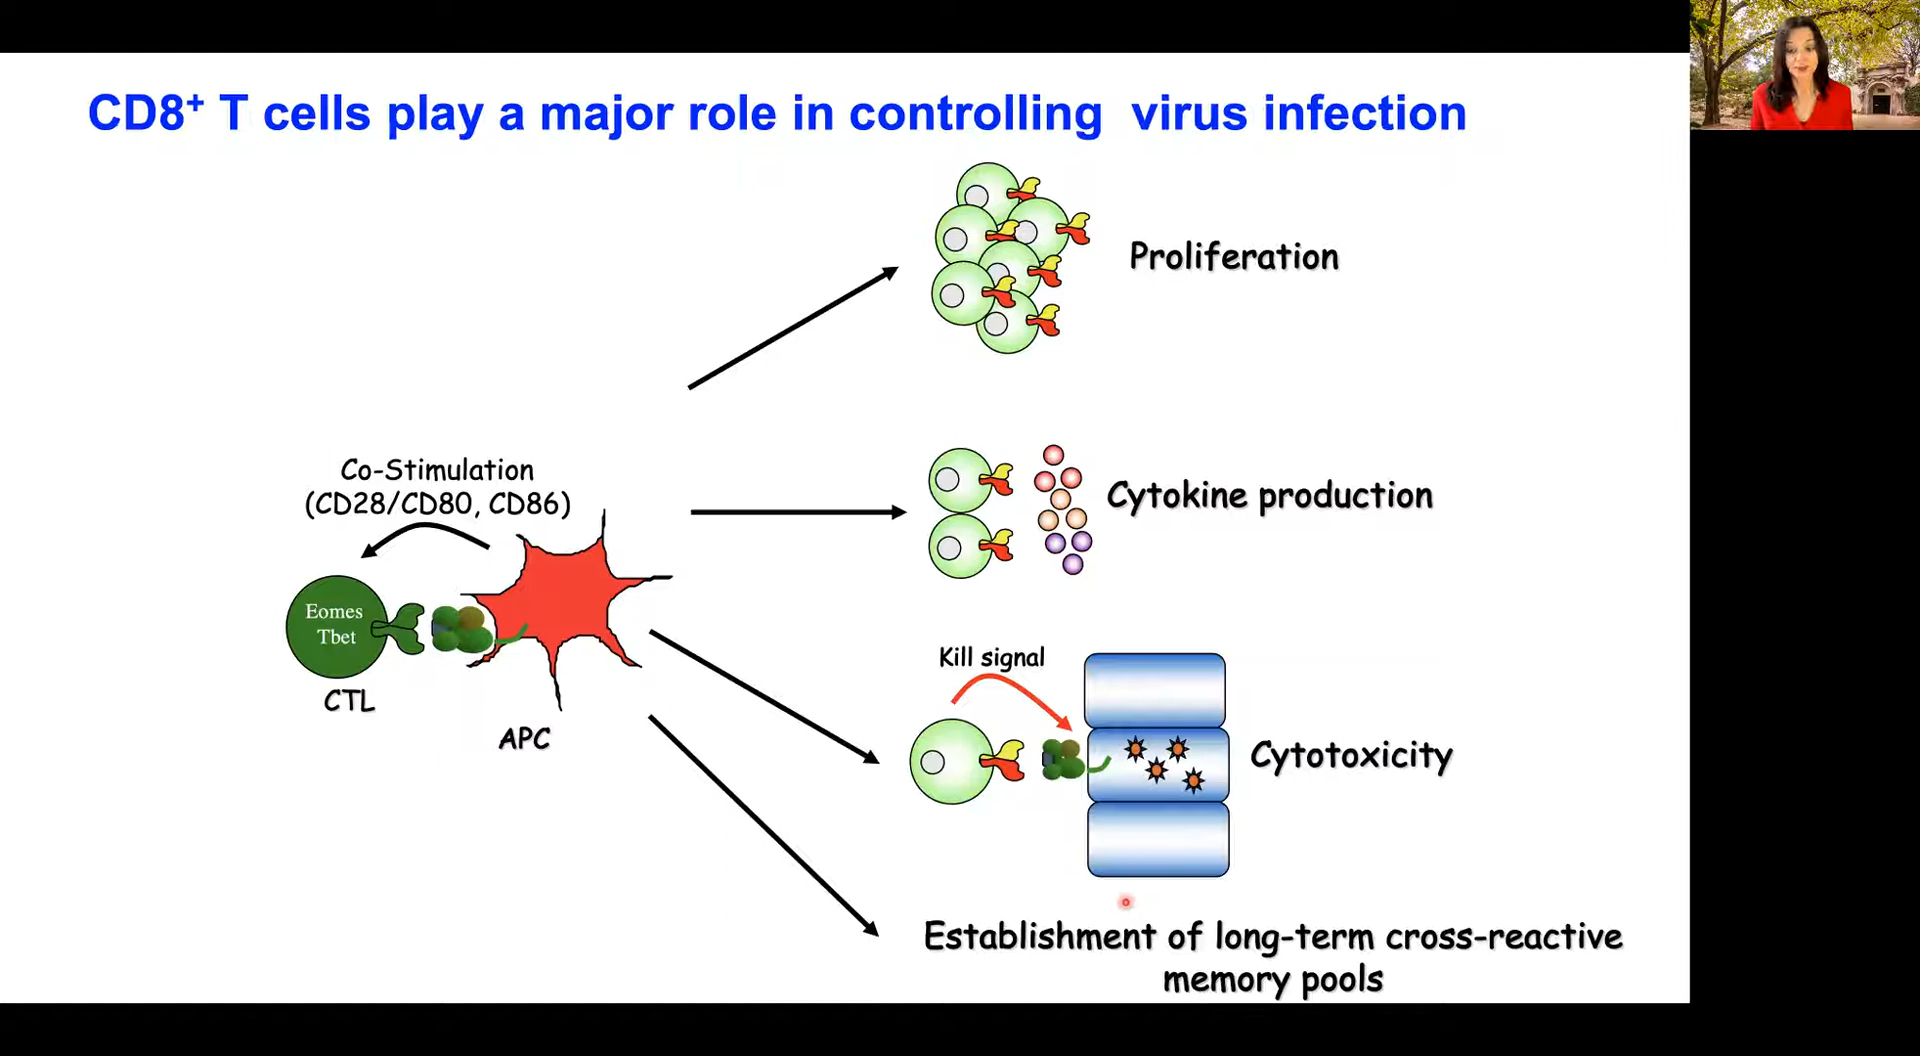 CD8+ T cells play a major role in controlling virus infection
Proliferation
Co-Stimulation
(CD28/CD80, CD86)
Cytokine production
Eomes
Tbet
CTL
APC
Kill signal
Cytotoxicity
Establishment of long-term cross-reactive
memory pools